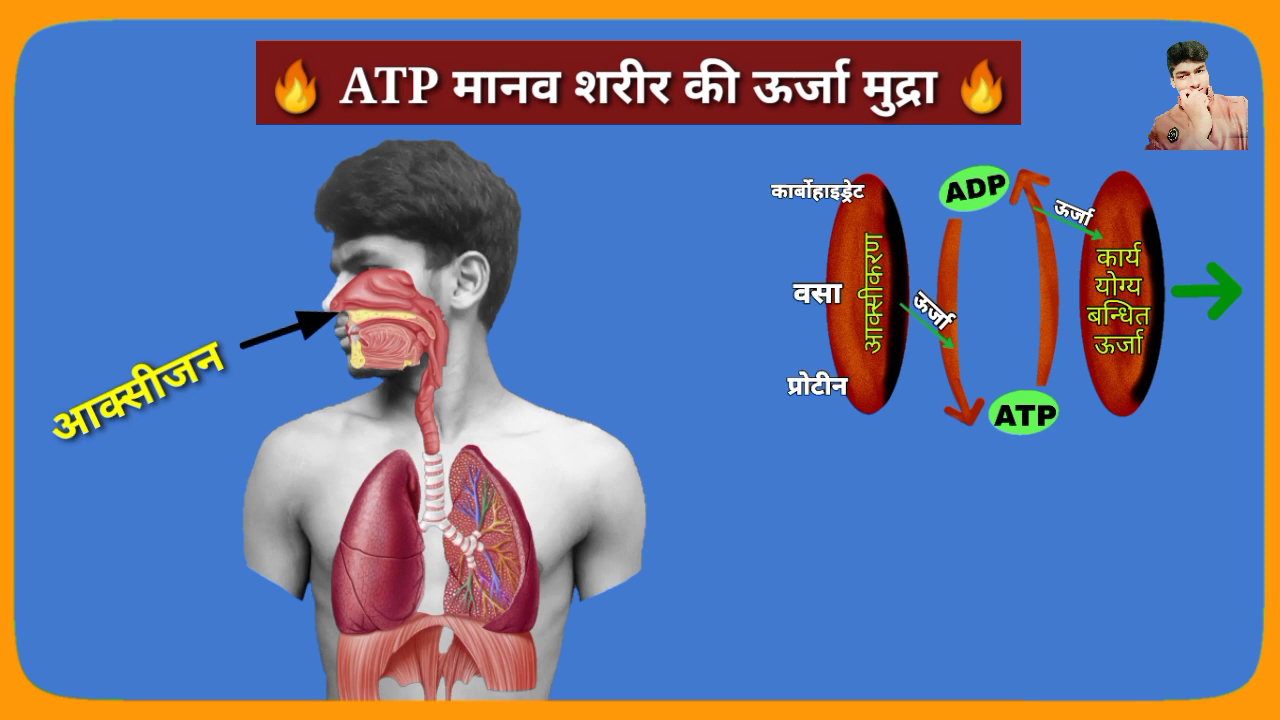 🔥 ATP मानव शरीर की ऊर्जा मुद्रा 🔥
आक्सीजन
कार्बोहाइड्रेट
वसा
प्रोटीन
आक्सीकरण
ऊर्जा
ADP
ATP
ऊर्जा
कार्य
योग्य
बन्धित
ऊर्जा